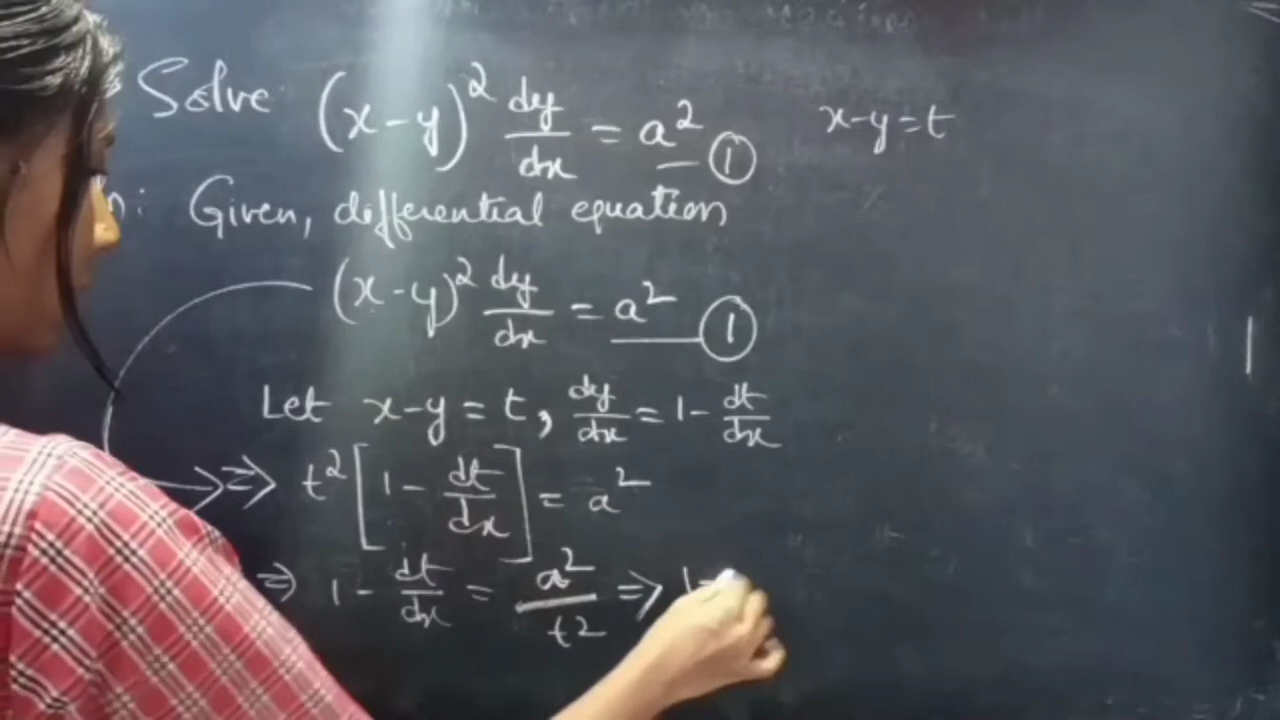 Solve (x-y)² dy/dx = a² — ① x-y=t
n: Given, differential equation
(x-y)² dy/dx = a² — ①
Let x-y = t, dy/dx = 1 - dt/dx
⇒ t² [1 - dt/dx] = a²
⇒ 1 - dt/dx = a²/t² ⇒ 1-